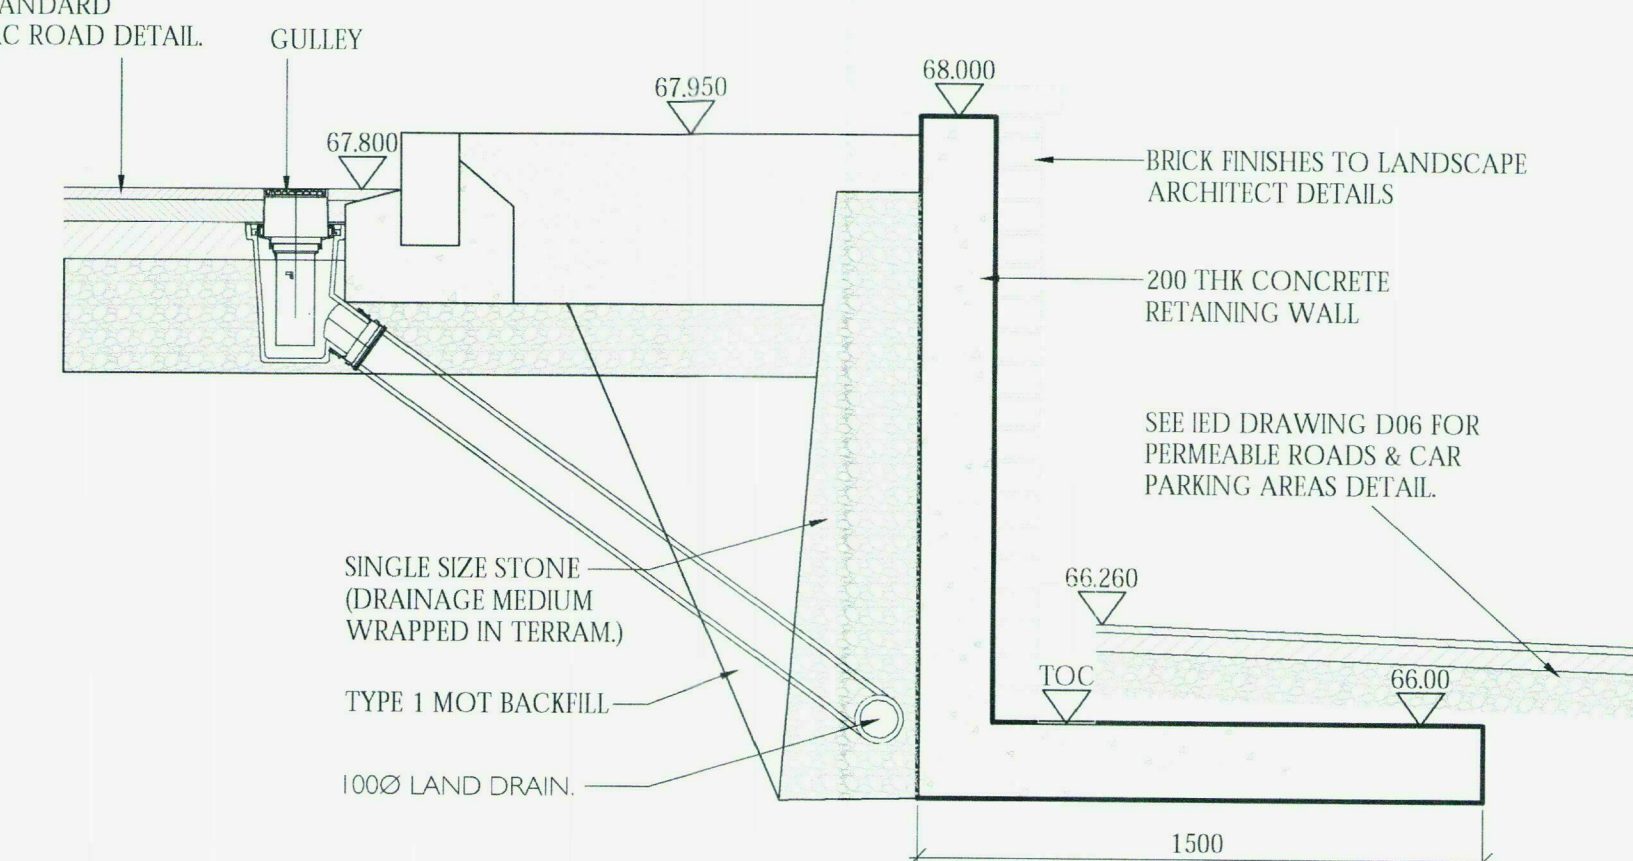 C ROAD DETAIL.
GULLEY
67.800
67.950
68.000
BRICK FINISHES TO LANDSCAPE
ARCHITECT DETAILS
200 THK CONCRETE
RETAINING WALL
SEE IED DRAWING D06 FOR
PERMEABLE ROADS & CAR
PARKING AREAS DETAIL.
SINGLE SIZE STONE
(DRAINAGE MEDIUM
WRAPPED IN TERRAM.)
TYPE 1 MOT BACKFILL
100Ø LAND DRAIN.
66.260
TOC
66.00
1500